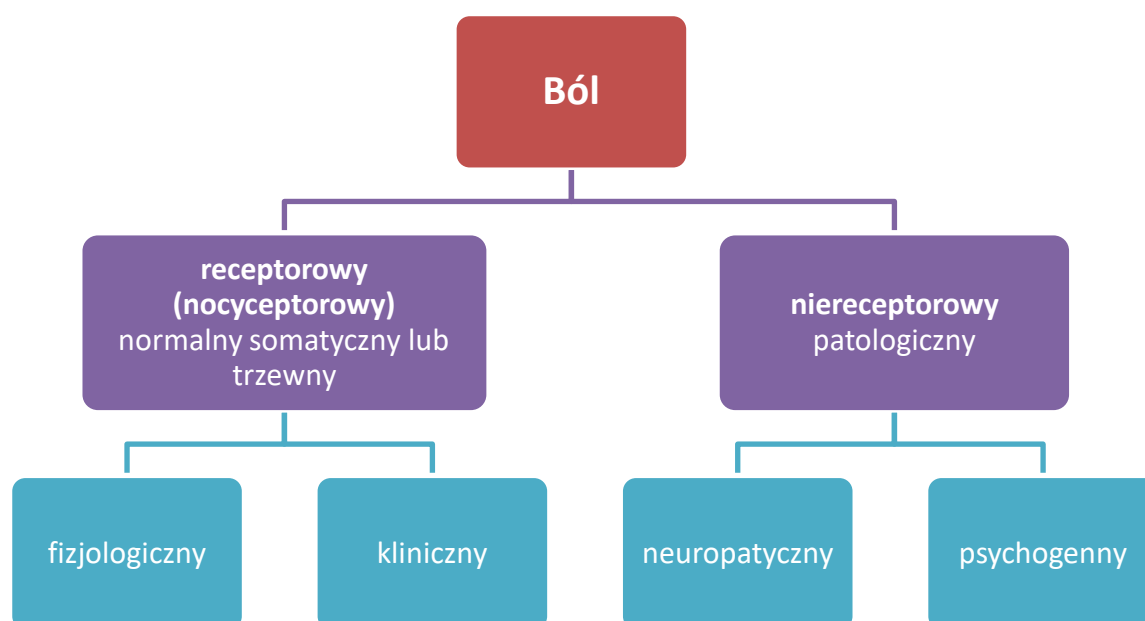 Ból
receptorowy
(nocyceptorowy)
normalny somatyczny lub
trzewny
niereceptorowy
patologiczny
fizjologiczny
kliniczny
neuropatyczny
psychogenny